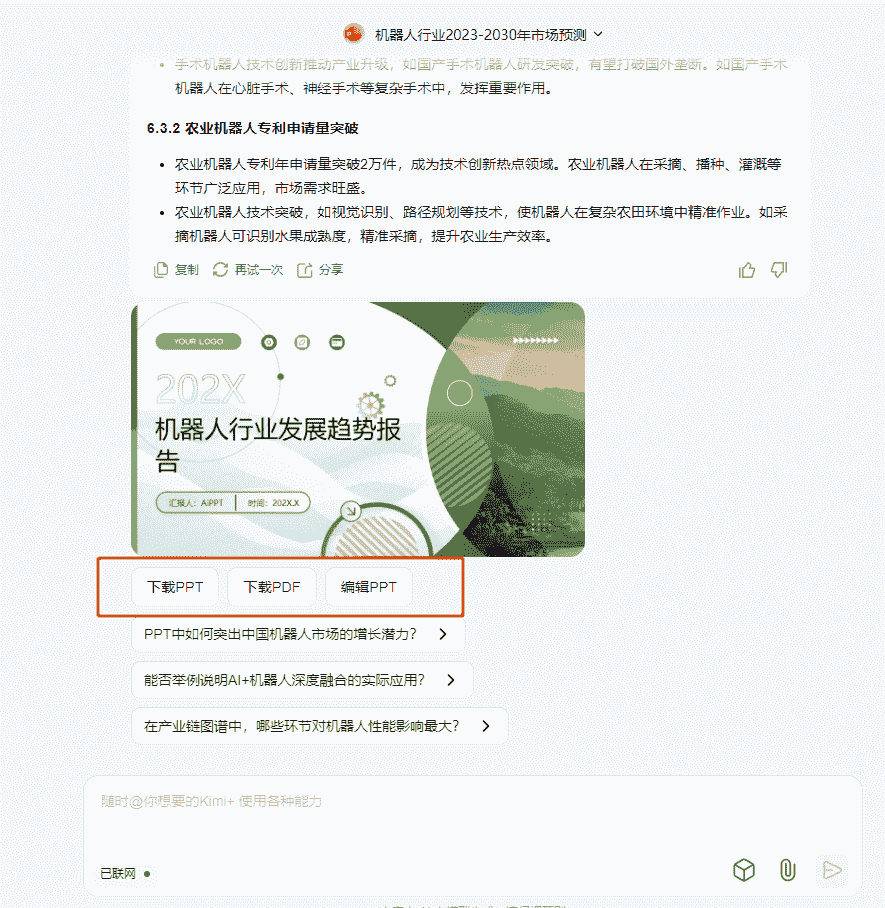 机器人行业2023-2030年市场预测
手术机器人技术创新推动产业升级，如国产手术机器人研发突破，有望打破国外垄断。如国产手术
机器人在心脏手术、神经手术等复杂手术中，发挥重要作用。
6.3.2 农业机器人专利申请量突破
农业机器人专利年申请量突破2万件，成为技术创新热点领域。农业机器人在采摘、播种、灌溉等
环节广泛应用，市场需求旺盛。
农业机器人技术突破，如视觉识别、路径规划等技术，使机器人在复杂农田环境中精准作业。如采
摘机器人可识别水果成熟度，精准采摘，提升农业生产效率。
复制 再试一次 分享
YOUR LOGO
202X
机器人行业发展趋势报
告
汇报人：AiPPT 时间：202X.X
下载PPT 下载PDF 编辑PPT
PPT中如何突出中国机器人市场的增长潜力？
能否举例说明AI+机器人深度融合的实际应用？
在产业链图谱中，哪些环节对机器人性能影响最大？
随时@你想要的Kimi+ 使用各种能力
已联网